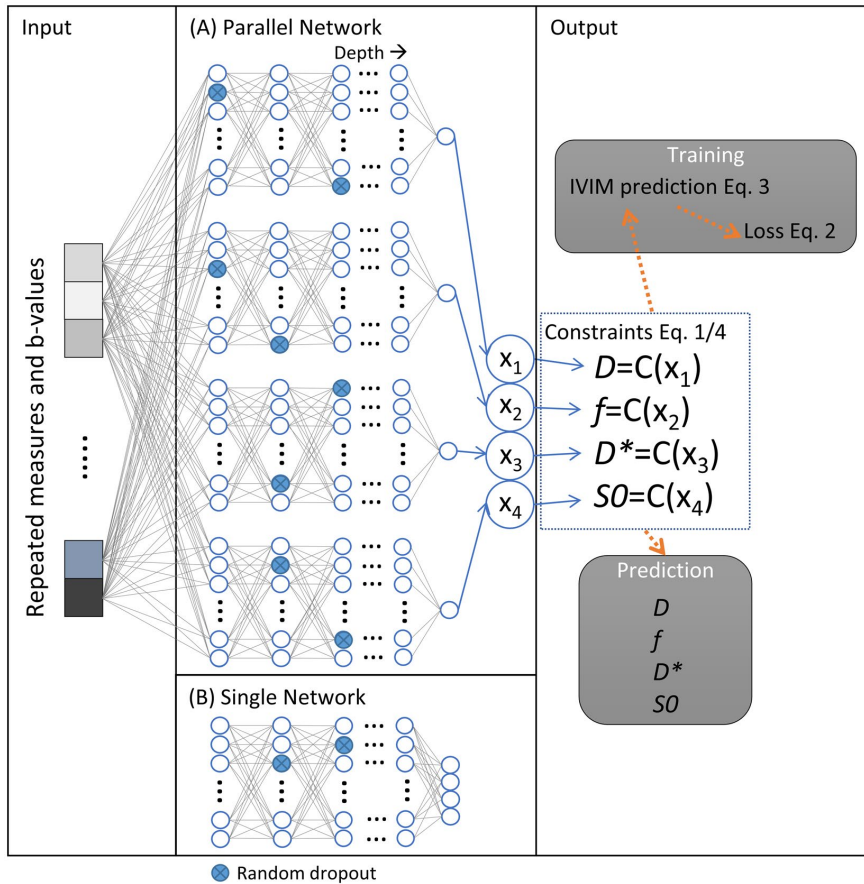 Input
(A) Parallel Network
Output
Depth →
Repeated measures and b-values
Training
IVIM prediction Eq. 3
Loss Eq. 2
x₁
x₂
x₃
x₄
Constraints Eq. 1/4
D=C(x₁)
f=C(x₂)
D*=C(x₃)
S0=C(x₄)
Prediction
D
f
D*
S0
(B) Single Network
Random dropout